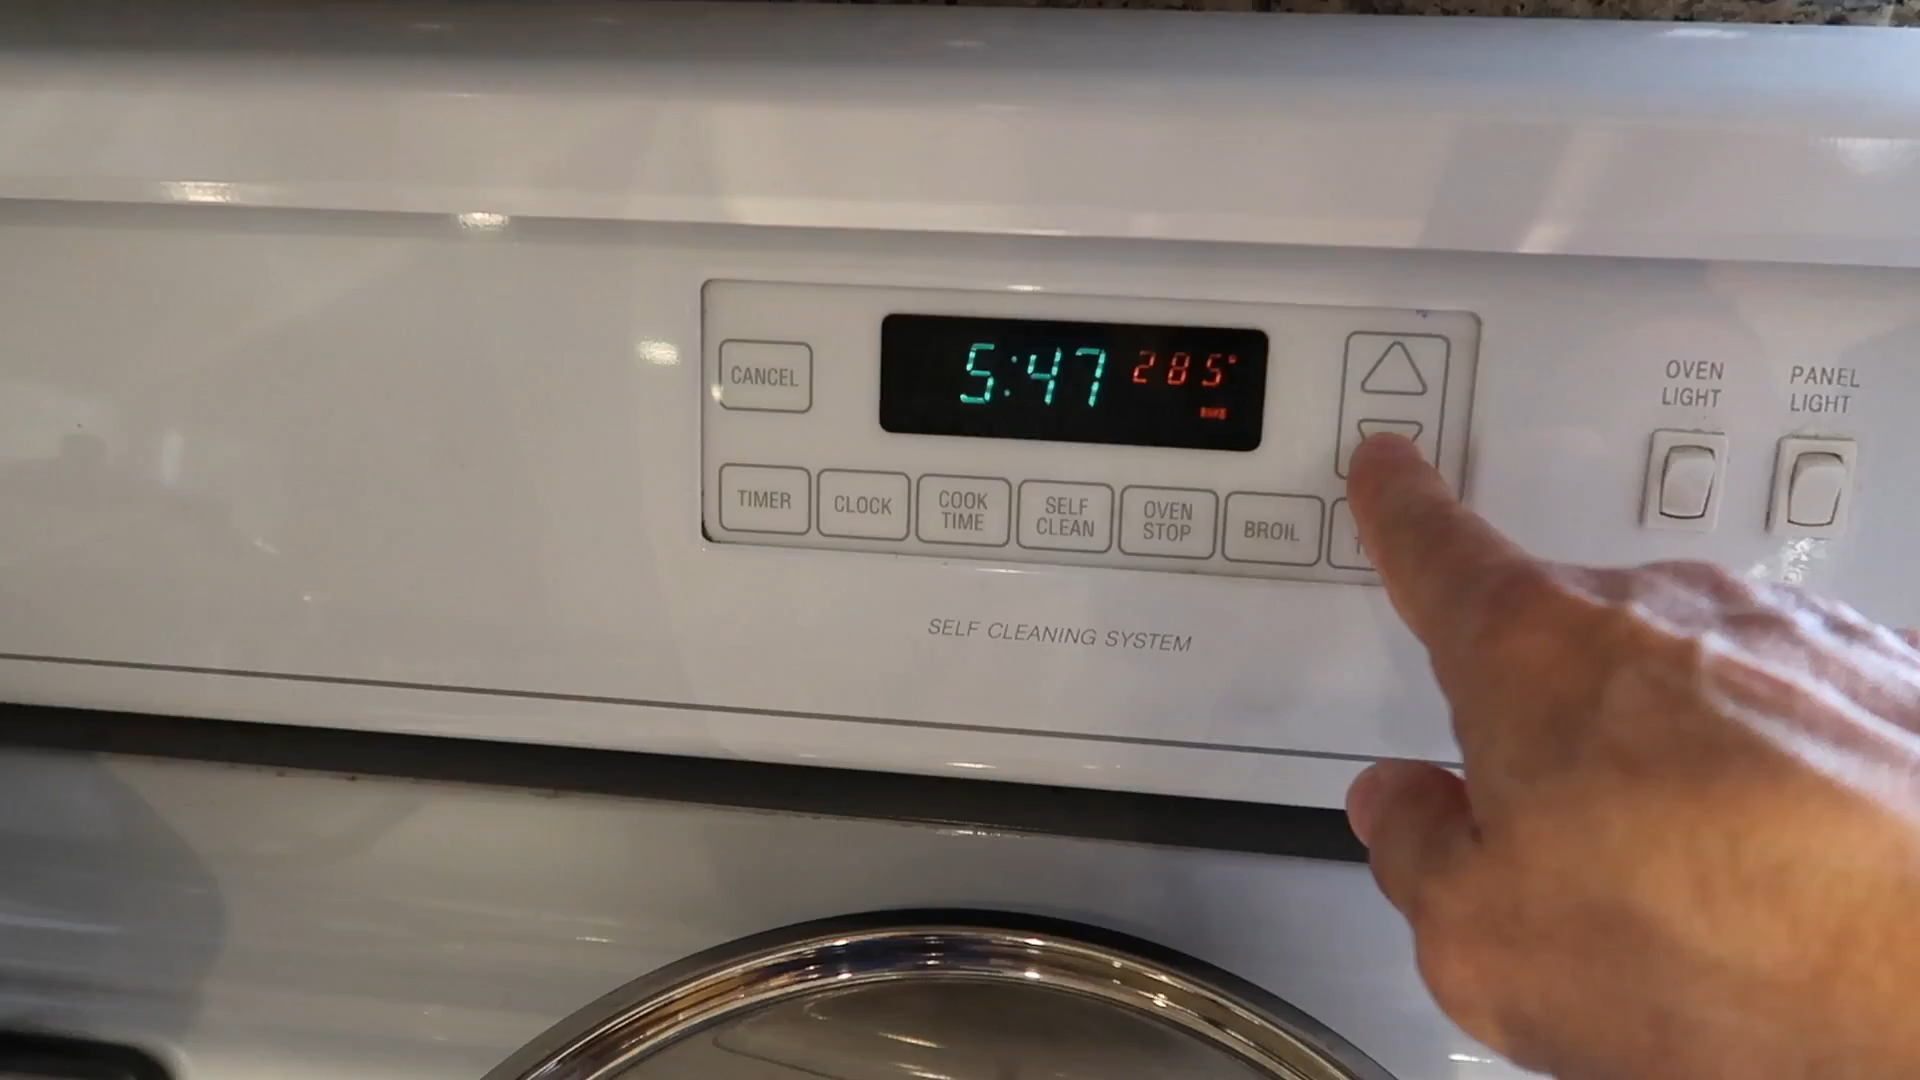 CANCEL
5:47 285°
BAKE
TIMER
CLOCK
COOK
TIME
SELF
CLEAN
OVEN
STOP
BROIL
SELF CLEANING SYSTEM
OVEN
LIGHT
PANEL
LIGHT